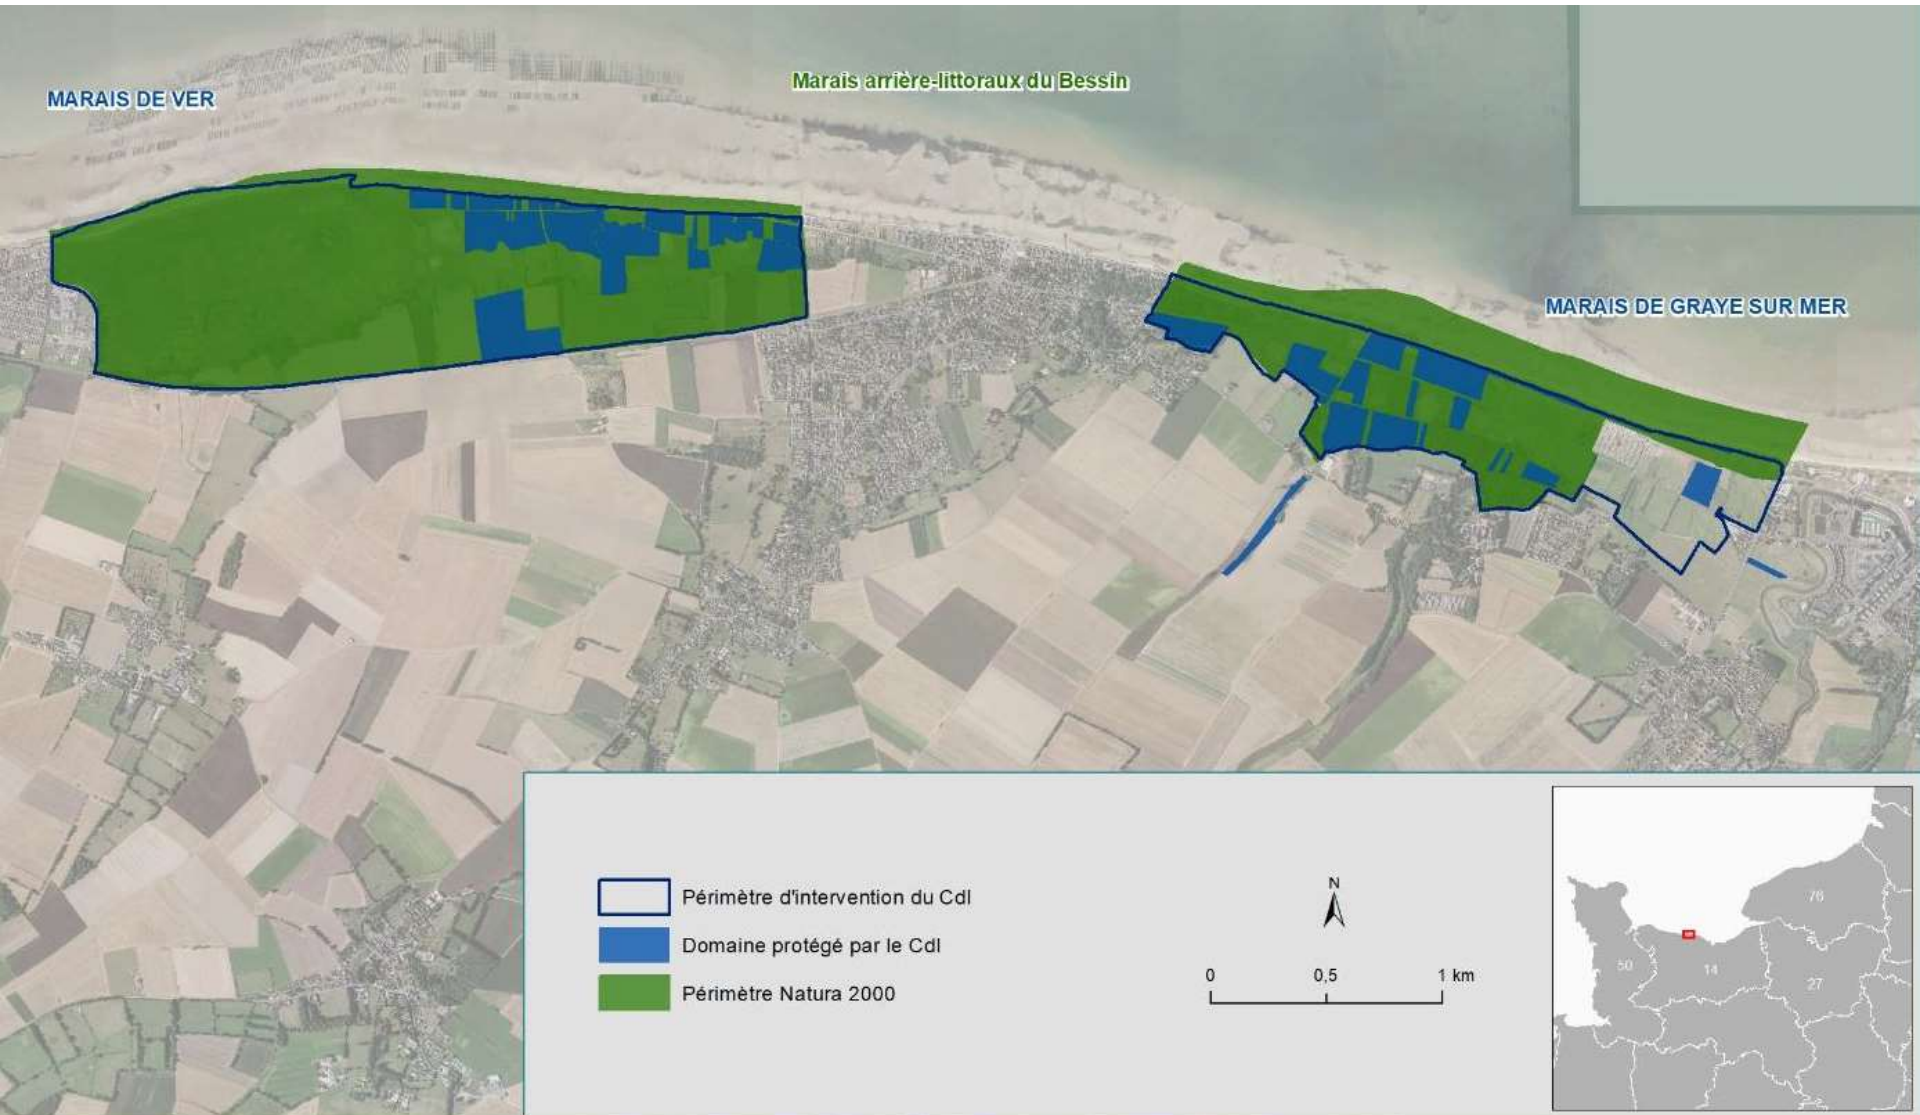 MARAIS DE VER
Marais arrière-littoraux du Bessin
MARAIS DE GRAYE SUR MER
Périmètre d'intervention du Cdl
Domaine protégé par le Cdl
Périmètre Natura 2000
N
0 0,5 1 km
76
50
14
27